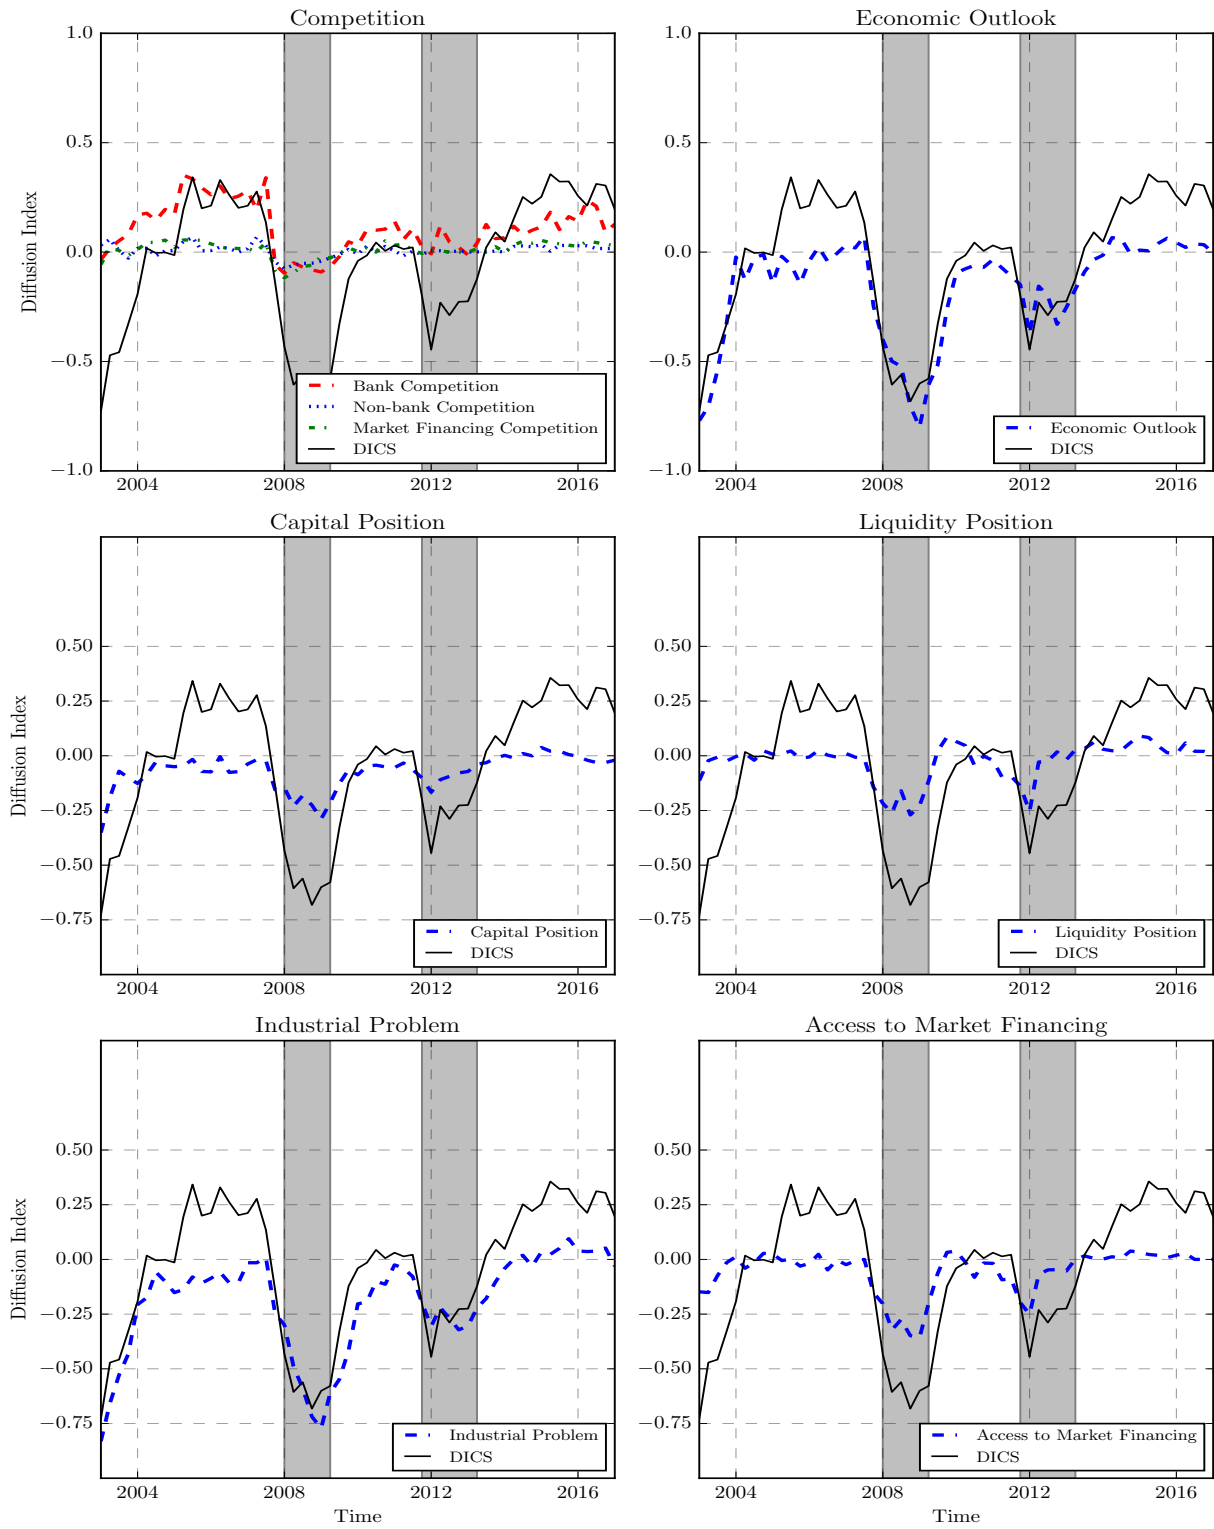 Competition
Diffusion Index
1.0
0.5
0.0
−0.5
−1.0
Bank Competition
Non-bank Competition
Market Financing Competition
DICS
2004 2008 2012 2016
Economic Outlook
1.0
0.5
0.0
−0.5
−1.0
Economic Outlook
DICS
2004 2008 2012 2016
Capital Position
Diffusion Index
0.50
0.25
0.00
−0.25
−0.50
−0.75
Capital Position
DICS
2004 2008 2012 2016
Liquidity Position
0.50
0.25
0.00
−0.25
−0.50
−0.75
Liquidity Position
DICS
2004 2008 2012 2016
Industrial Problem
Diffusion Index
0.50
0.25
0.00
−0.25
−0.50
−0.75
Industrial Problem
DICS
2004 2008 2012 2016
Time
Access to Market Financing
0.50
0.25
0.00
−0.25
−0.50
−0.75
Access to Market Financing
DICS
2004 2008 2012 2016
Time